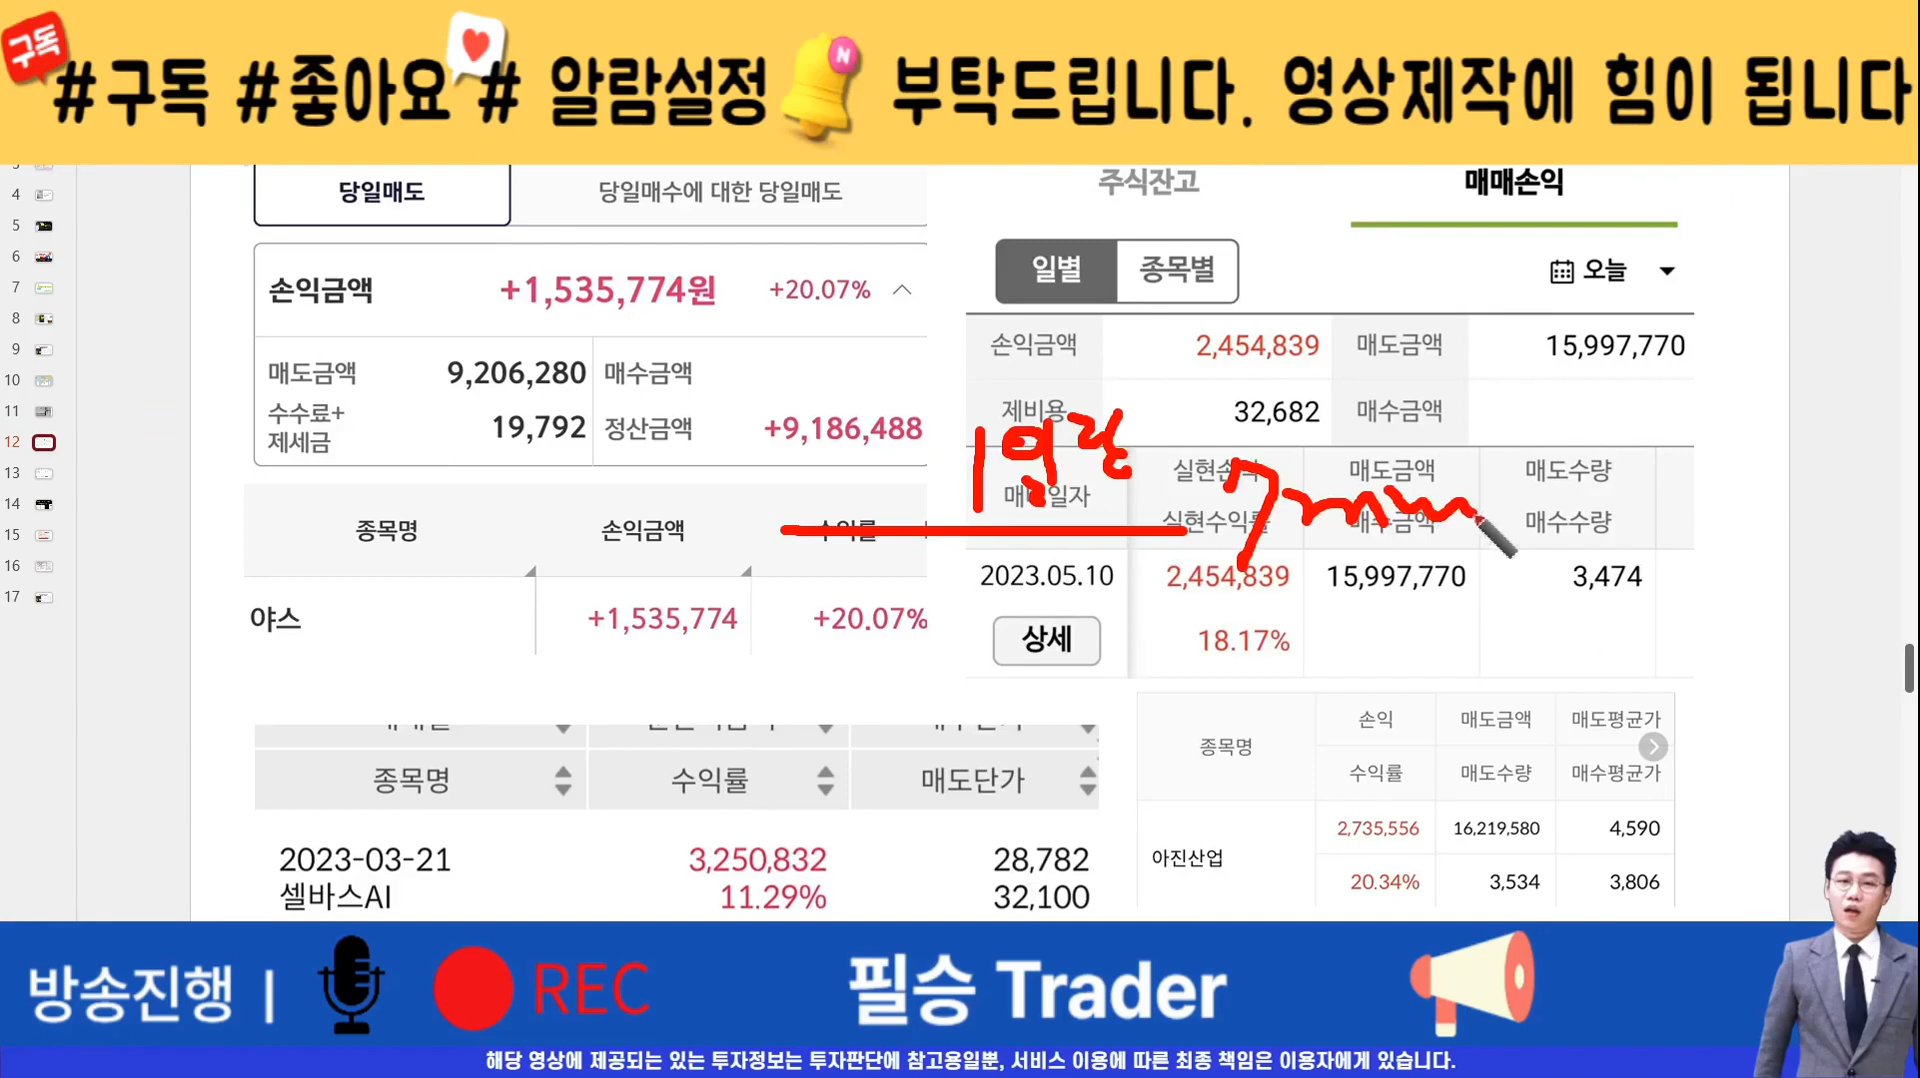 구독
#구독 #좋아요# 알람설정 N 부탁드립니다. 영상제작에 힘이 됩니다
4
5
6
7
8
9
10
11
12
13
14
15
16
17
당일매도 당일매수에 대한 당일매도
손익금액 +1,535,774원 +20.07%
매도금액 9,206,280 매수금액
수수료+
제세금 19,792 정산금액 +9,186,488
종목명 손익금액
야스 +1,535,774 +20.07%
주식잔고 매매손익
일별 종목별 오늘
손익금액 2,454,839 매도금액 15,997,770
제비용 32,682 매수금액
실현손익 매도금액 매도수량
실현수익률 매수금액 매수수량
2023.05.10 2,454,839 15,997,770 3,474
상세 18.17%
종목명 수익률 매도단가
2023-03-21 3,250,832 28,782
셀바스AI 11.29% 32,100
종목명 손익 매도금액 매도평균가
수익률 매도수량 매수평균가
아진산업 2,735,556 16,219,580 4,590
20.34% 3,534 3,806
방송진행 | REC 필승 Trader
해당 영상에 제공되는 있는 투자정보는 투자판단에 참고용일뿐, 서비스 이용에 따른 최종 책임은 이용자에게 있습니다.